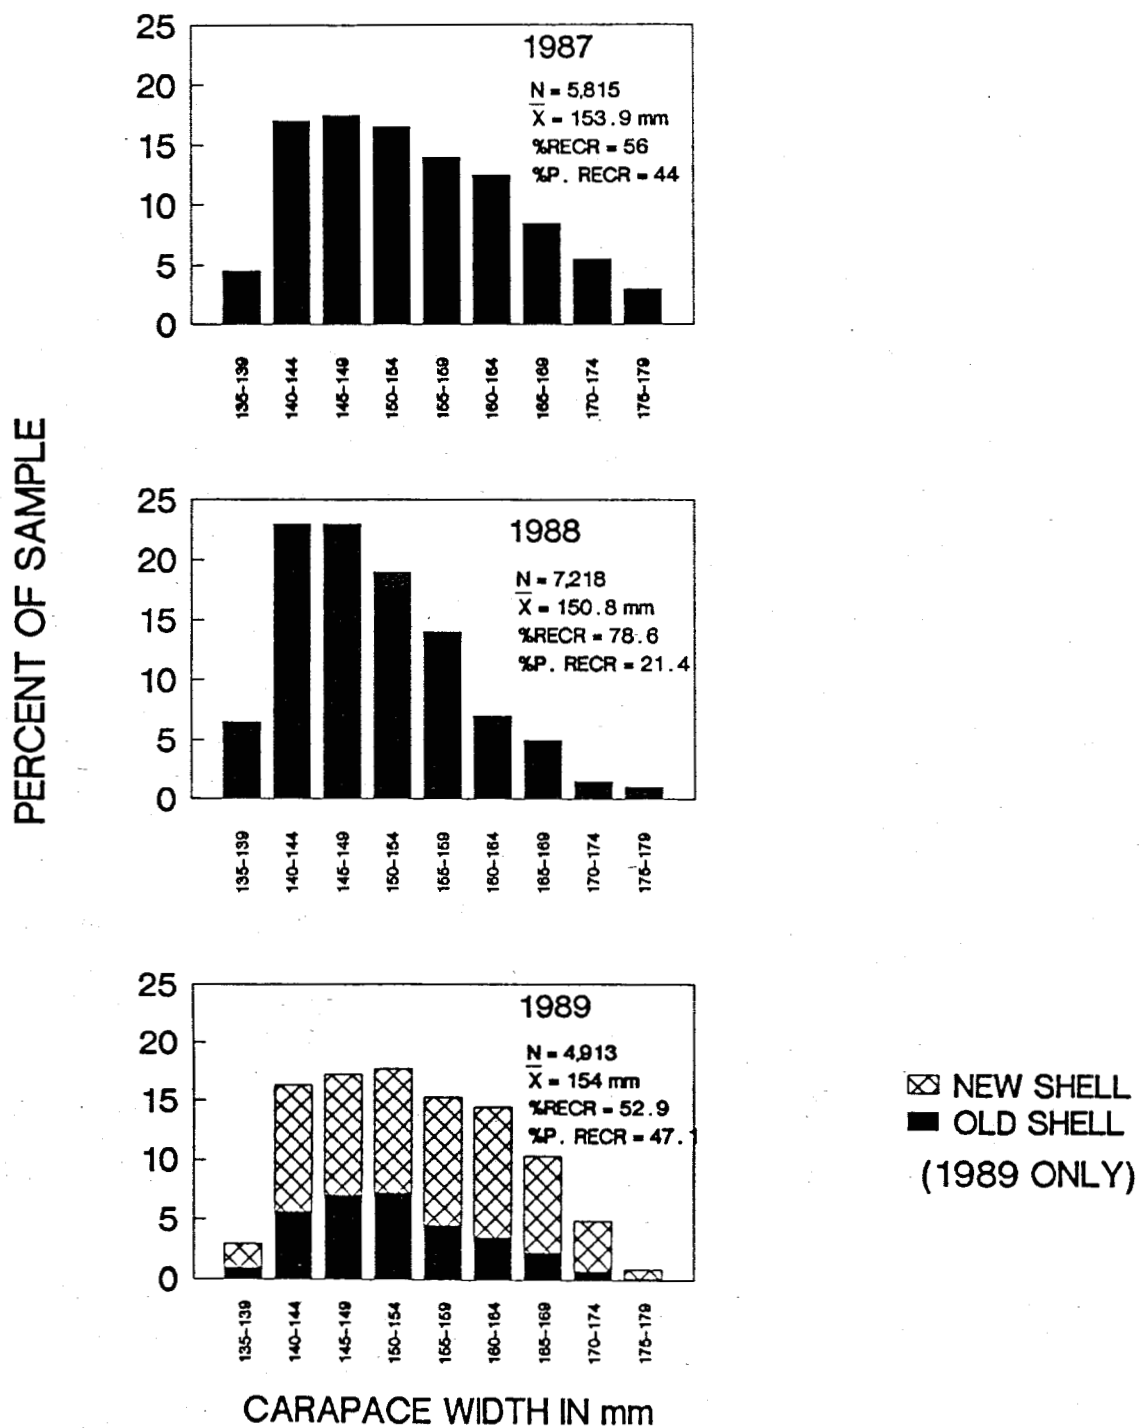 PERCENT OF SAMPLE
25
20
15
10
5
0
1987
N = 5,815
X = 153.9 mm
%RECR = 56
%P. RECR = 44
135-139
140-144
145-149
150-154
155-159
160-164
165-169
170-174
175-179
25
20
15
10
5
0
1988
N = 7,218
X = 150.8 mm
%RECR = 78.6
%P. RECR = 21.4
135-139
140-144
145-149
150-154
155-159
160-164
165-169
170-174
175-179
25
20
15
10
5
0
1989
N = 4,913
X = 154 mm
%RECR = 52.9
%P. RECR = 47.1
135-139
140-144
145-149
150-154
155-159
160-164
165-169
170-174
175-179
NEW SHELL
OLD SHELL
(1989 ONLY)
CARAPACE WIDTH IN mm